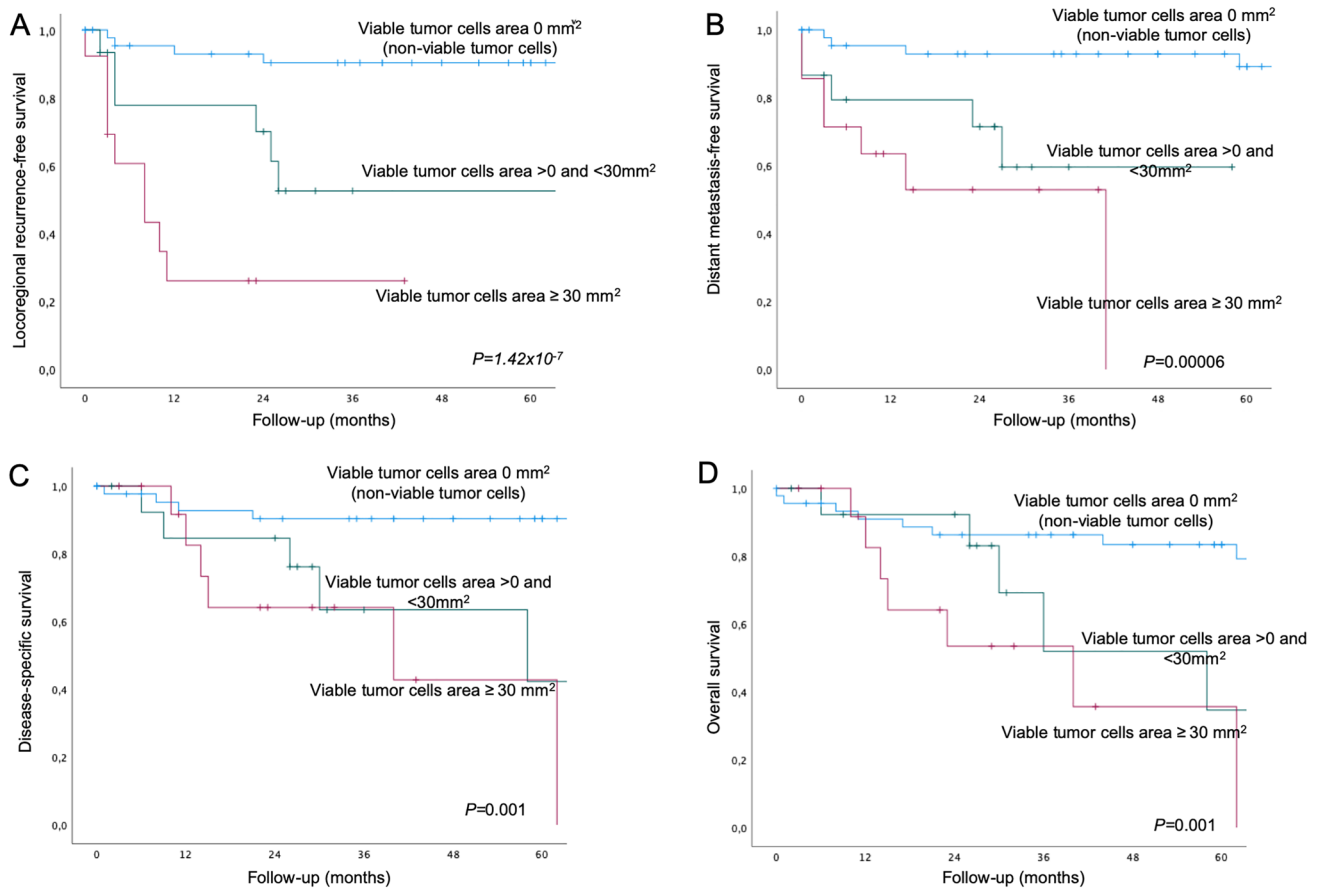 A
Viable tumor cells area 0 mm²
(non-viable tumor cells)
1,0
0,8
0,6
0,4
0,2
0,0
Locoregional recurrence-free survival
Viable tumor cells area >0 and <30mm²
Viable tumor cells area ≥ 30 mm²
P=1.42x10⁻⁷
0 12 24 36 48 60
Follow-up (months)
B
Viable tumor cells area 0 mm²
(non-viable tumor cells)
1,0
0,8
0,6
0,4
0,2
0,0
Distant metastasis-free survival
Viable tumor cells area >0 and
<30mm²
Viable tumor cells area ≥ 30 mm²
P=0.00006
0 12 24 36 48 60
Follow-up (months)
C
Viable tumor cells area 0 mm²
(non-viable tumor cells)
1,0
0,8
0,6
0,4
0,2
0,0
Disease-specific survival
Viable tumor cells area >0 and
<30mm²
Viable tumor cells area ≥ 30 mm²
P=0.001
0 12 24 36 48 60
Follow-up (months)
D
Viable tumor cells area 0 mm²
(non-viable tumor cells)
1,0
0,8
0,6
0,4
0,2
0,0
Overall survival
Viable tumor cells area >0 and
<30mm²
Viable tumor cells area ≥ 30 mm²
P=0.001
0 12 24 36 48 60
Follow-up (months)